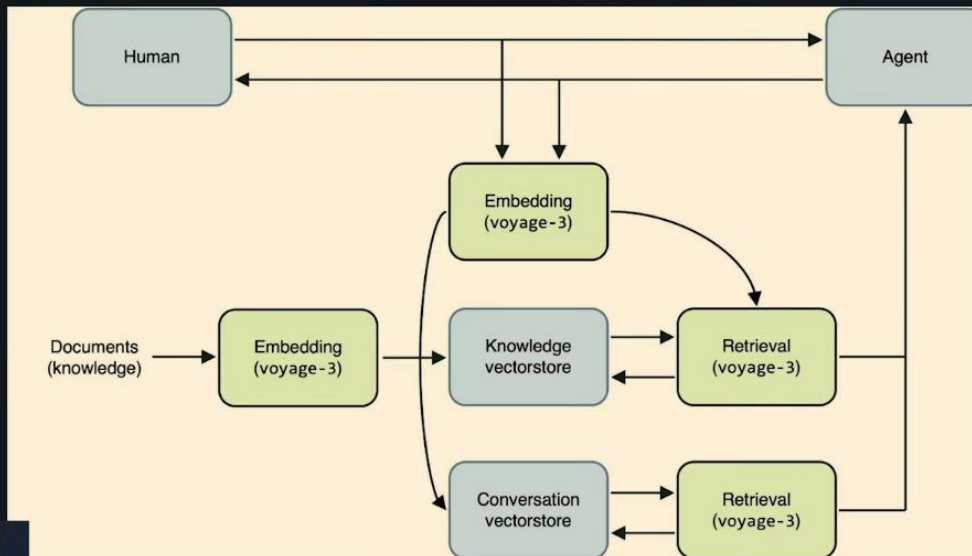 Human
Agent
Embedding
(voyage-3)
Documents
(knowledge)
Embedding
(voyage-3)
Knowledge
vectorstore
Retrieval
(voyage-3)
Conversation
vectorstore
Retrieval
(voyage-3)